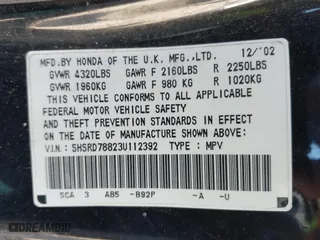 MFD.BY HONDA OF THE U.K. MFG.,LTD. 12/'02
GVWR 4320LBS GAWR F 2160LBS R 2250LBS
GVWR 1960KG GAWR F 980 KG R 1020KG
THIS VEHICLE CONFORMS TO ALL APPLICABLE
FEDERAL MOTOR VEHICLE SAFETY
AND THEFT PREVENTION STANDARDS IN EFFECT
ON THE DATE OF MANUFACTURE SHOWN ABOVE.
V.I.N.: SHSRD78823U112392 TYPE : MPV
SCA 3 AB5 -B92P -A -U
DREAMBID